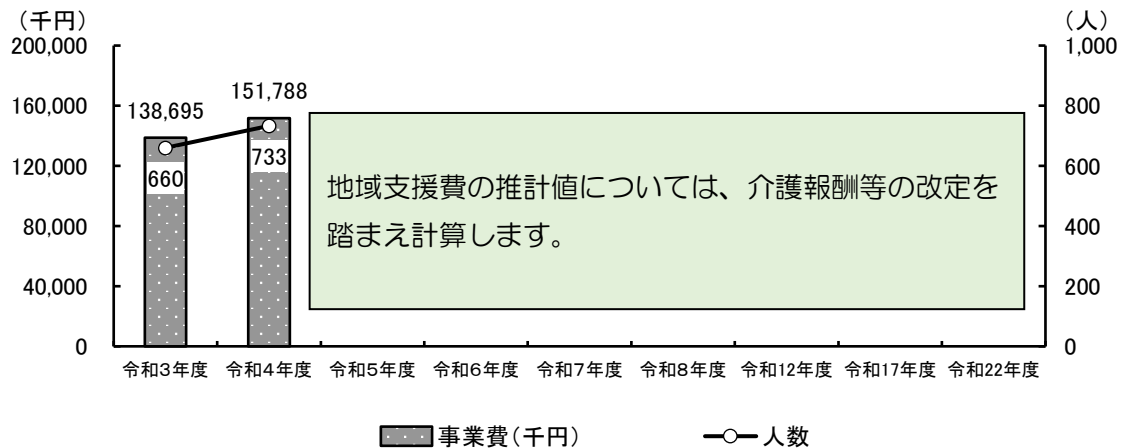 （千円）
（人）
200,000
160,000
120,000
80,000
40,000
0
1,000
800
600
400
200
0
138,695
151,788
660
733
地域支援費の推計値については、介護報酬等の改定を
踏まえ計算します。
令和3年度 令和4年度 令和5年度 令和6年度 令和7年度 令和8年度 令和12年度 令和17年度 令和22年度
事業費（千円） 人数